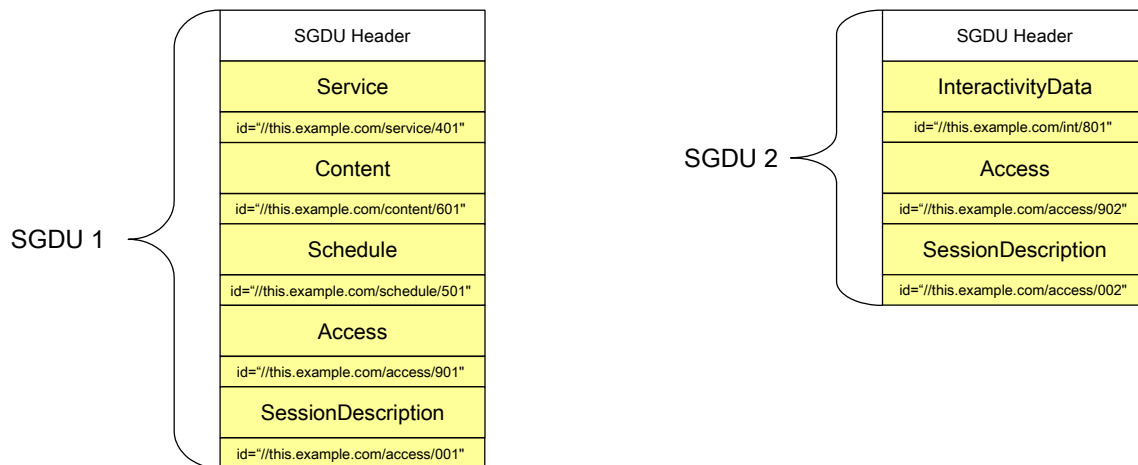 SGDU 1
SGDU Header
Service
id=“//this.example.com/service/401"
Content
id=“//this.example.com/content/601"
Schedule
id=“//this.example.com/schedule/501"
Access
id=“//this.example.com/access/901"
SessionDescription
id=“//this.example.com/access/001"
SGDU 2
SGDU Header
InteractivityData
id=“//this.example.com/int/801"
Access
id=“//this.example.com/access/902"
SessionDescription
id=“//this.example.com/access/002"